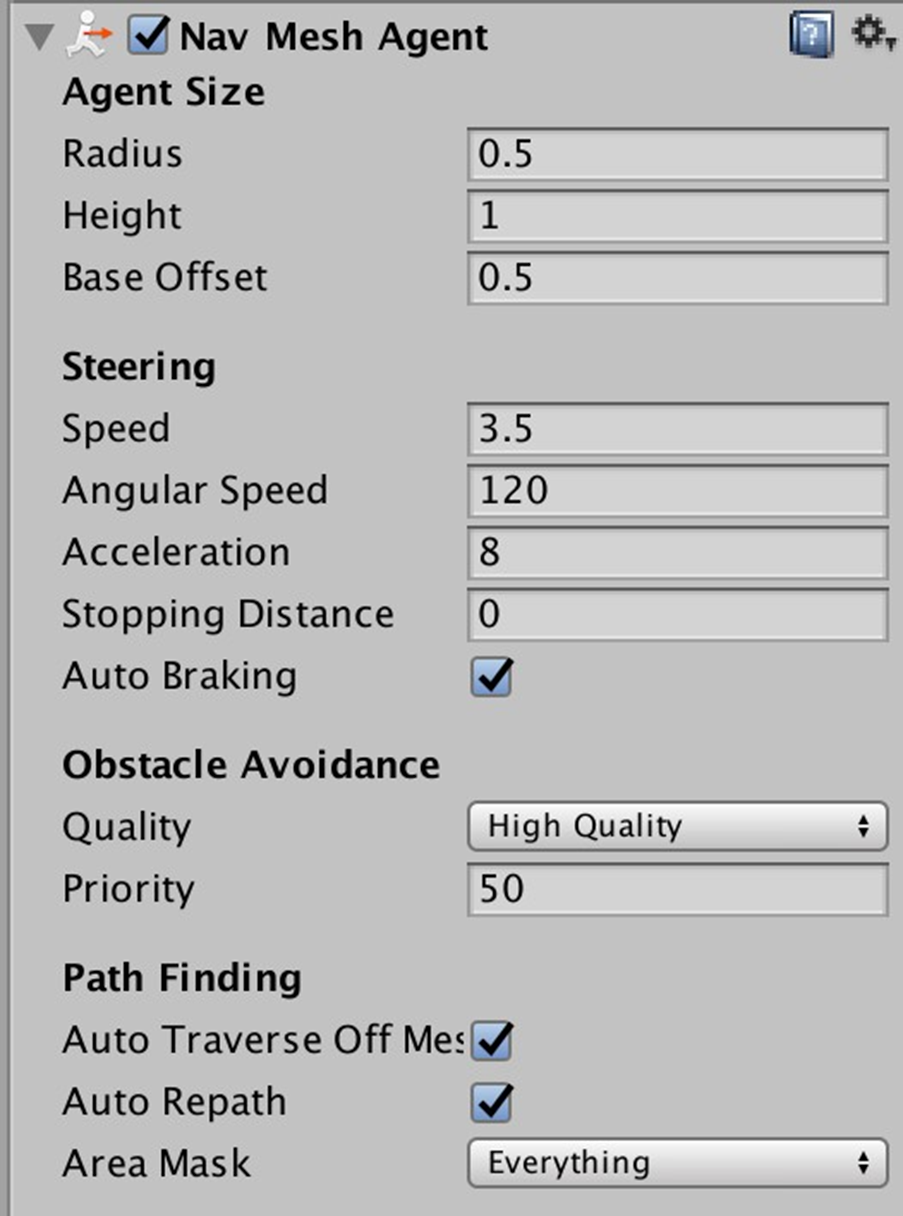 Nav Mesh Agent
Agent Size
Radius 0.5
Height 1
Base Offset 0.5
Steering
Speed 3.5
Angular Speed 120
Acceleration 8
Stopping Distance 0
Auto Braking
Obstacle Avoidance
Quality High Quality
Priority 50
Path Finding
Auto Traverse Off Mes
Auto Repath
Area Mask Everything